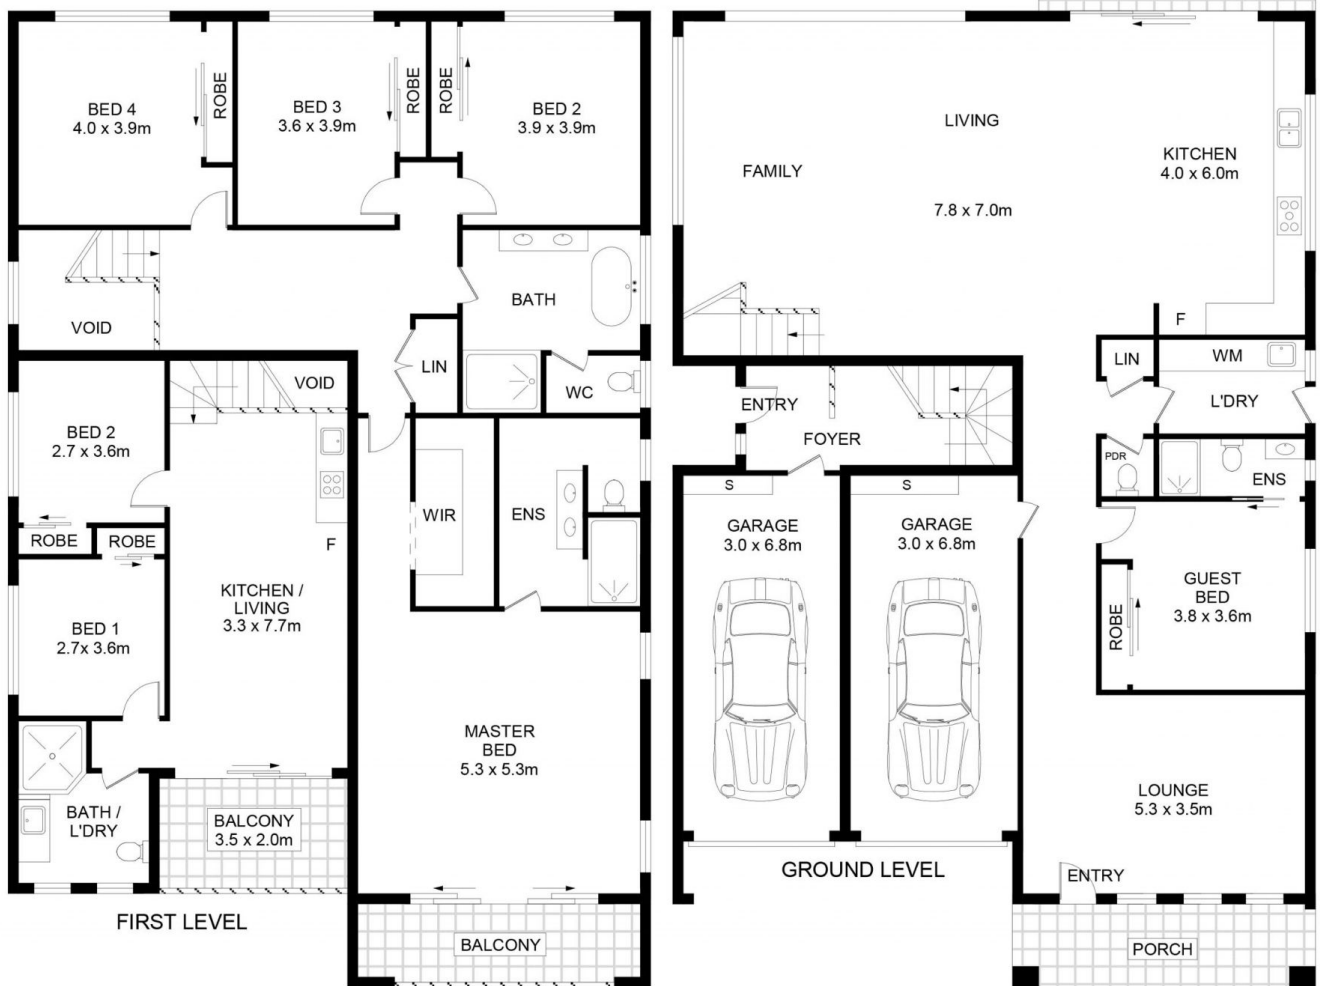 BED 4
4.0 x 3.9m
ROBE
BED 3
3.6 x 3.9m
ROBE
ROBE
BED 2
3.9 x 3.9m
VOID
BATH
LIN
WC
VOID
BED 2
2.7 x 3.6m
ROBE
ROBE
F
KITCHEN /
LIVING
3.3 x 7.7m
BED 1
2.7x 3.6m
WIR
ENS
MASTER
BED
5.3 x 5.3m
BATH /
L'DRY
BALCONY
3.5 x 2.0m
BALCONY
FIRST LEVEL
LIVING
FAMILY
7.8 x 7.0m
KITCHEN
4.0 x 6.0m
F
LIN
WM
L'DRY
ENTRY
FOYER
PDR
ENS
S
GARAGE
3.0 x 6.8m
S
GARAGE
3.0 x 6.8m
GUEST
BED
3.8 x 3.6m
ROBE
LOUNGE
5.3 x 3.5m
ENTRY
PORCH
GROUND LEVEL